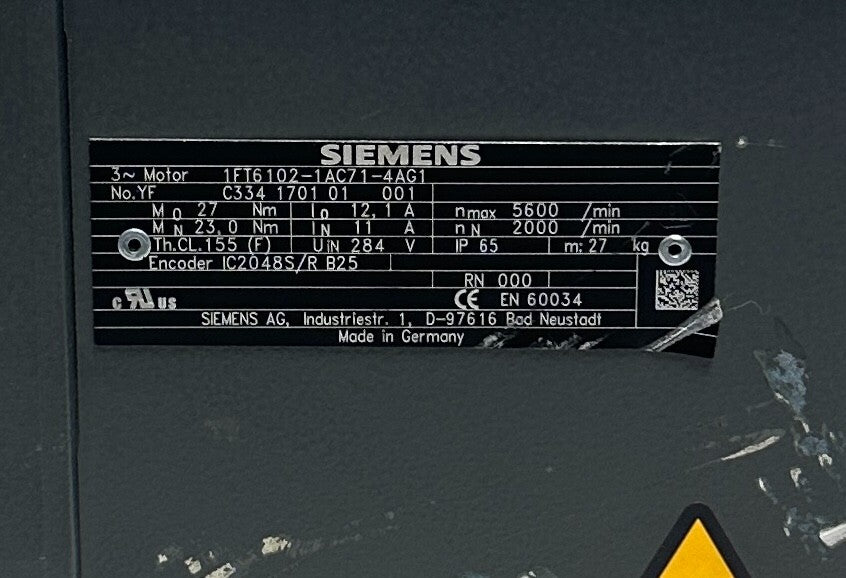 SIEMENS
3~ Motor 1FT6102-1AC71-4AG1
No.YF C334 1701 01 001
M0 27 Nm I0 12,1 A nmax 5600 /min
MN 23,0 Nm IN 11 A nN 2000 /min
Th.CL.155 (F) UIN 284 V IP 65 m: 27 kg
Encoder IC2048S/R B25
RN 000
c RU us CE EN 60034
SIEMENS AG, Industriestr. 1, D-97616 Bad Neustadt
Made in Germany